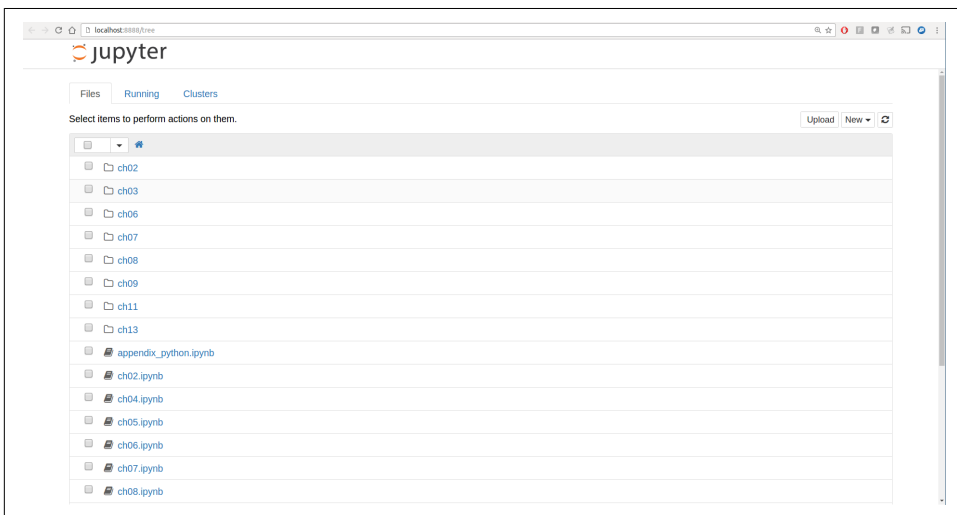 localhost:8888/tree
jupyter
Files Running Clusters
Select items to perform actions on them.
Upload New
ch02
ch03
ch06
ch07
ch08
ch09
ch11
ch13
appendix_python.ipynb
ch02.ipynb
ch04.ipynb
ch05.ipynb
ch06.ipynb
ch07.ipynb
ch08.ipynb